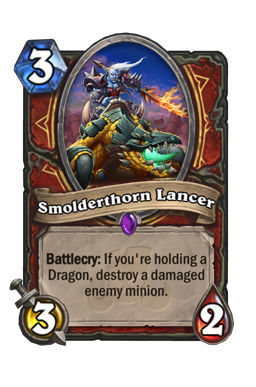 3
Smolderthorn Lancer
Battlecry: If you're holding a
Dragon, destroy a damaged
enemy minion.
3
2